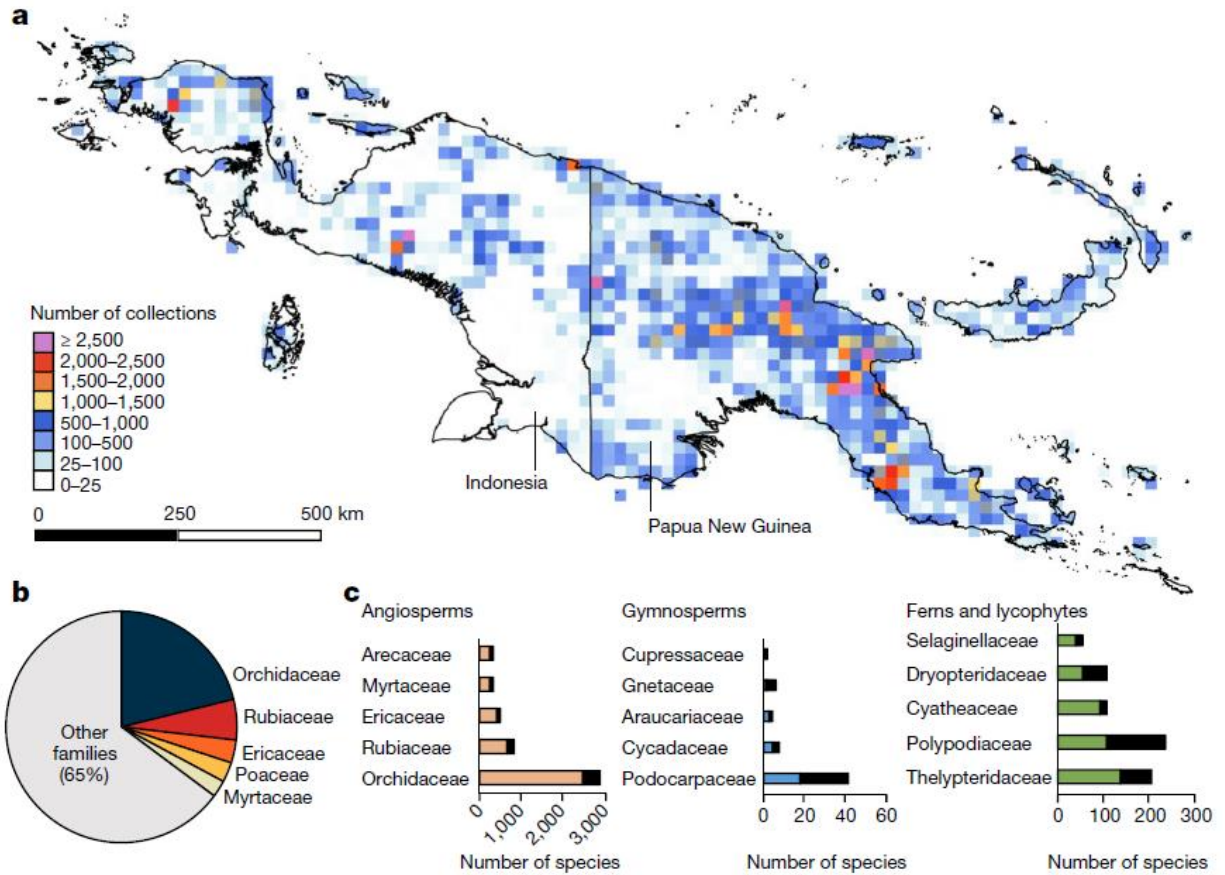 a
Number of collections
≥ 2,500
2,000–2,500
1,500–2,000
1,000–1,500
500–1,000
100–500
25–100
0–25
0 250 500 km
Indonesia
Papua New Guinea
b
Orchidaceae
Rubiaceae
Ericaceae
Poaceae
Myrtaceae
Other
families
(65%)
c
Angiosperms
Arecaceae
Myrtaceae
Ericaceae
Rubiaceae
Orchidaceae
0 1,000 2,000 3,000
Number of species
Gymnosperms
Cupressaceae
Gnetaceae
Araucariaceae
Cycadaceae
Podocarpaceae
0 20 40 60
Number of species
Ferns and lycophytes
Selaginellaceae
Dryopteridaceae
Cyatheaceae
Polypodiaceae
Thelypteridaceae
0 100 200 300
Number of species